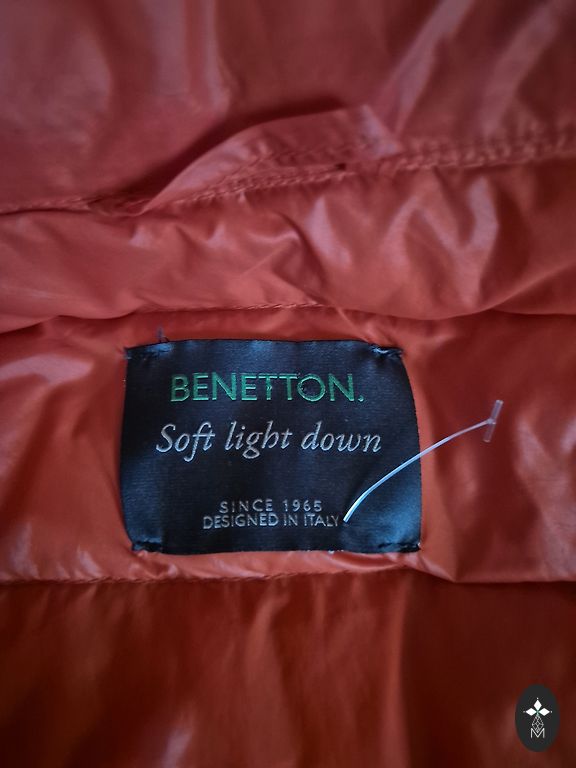 BENETTON.
Soft light down
SINCE 1965
DESIGNED IN ITALY
M